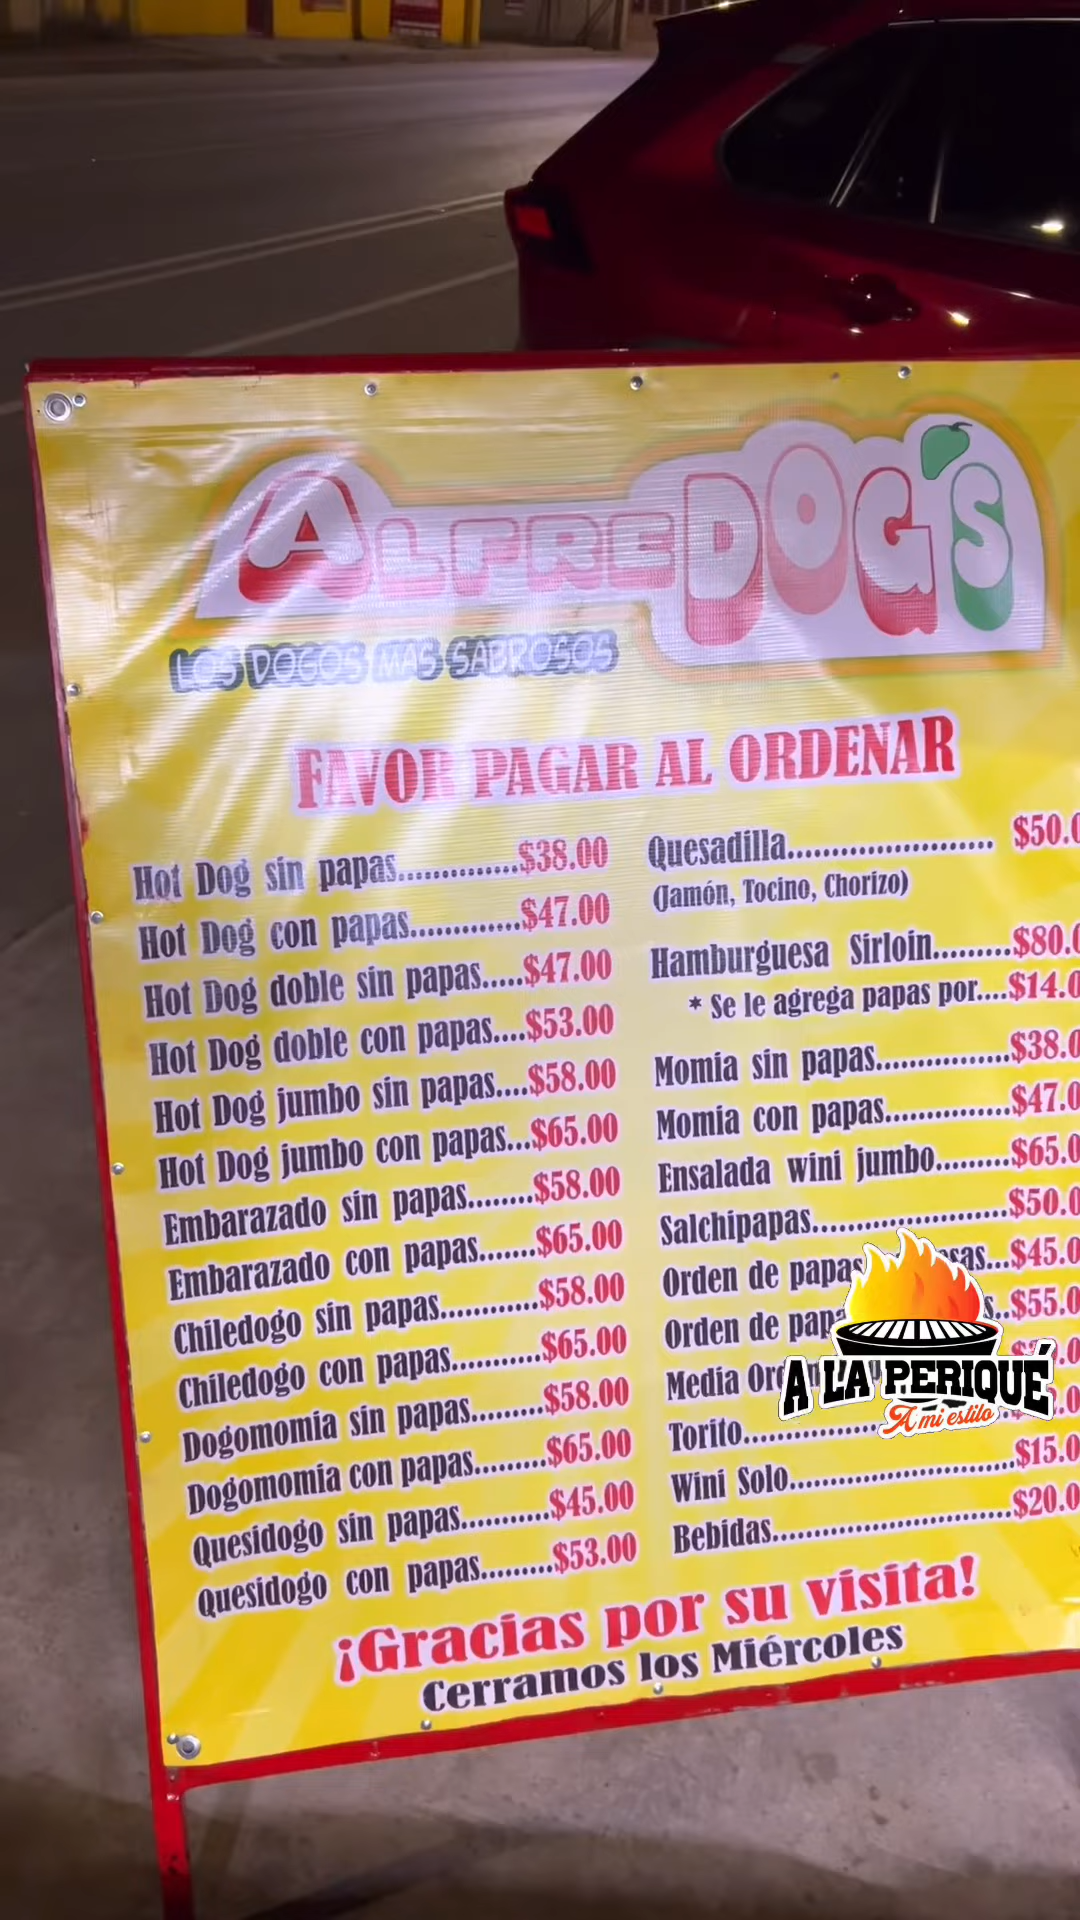 ALFREDOG'S
LOS DOGOS MAS SABROSOS
FAVOR PAGAR AL ORDENAR
Hot Dog sin papas.............$38.00
Hot Dog con papas.............$47.00
Hot Dog doble sin papas.....$47.00
Hot Dog doble con papas....$53.00
Hot Dog jumbo sin papas....$58.00
Hot Dog jumbo con papas...$65.00
Embarazado sin papas........$58.00
Embarazado con papas.......$65.00
Chiledogo sin papas............$58.00
Chiledogo con papas...........$65.00
Dogomomia sin papas.........$58.00
Dogomomia con papas.........$65.00
Quesidogo sin papas...........$45.00
Quesidogo con papas.........$53.00
Quesadilla....................... $50.0
(Jamón, Tocino, Chorizo)
Hamburguesa Sirloin.........$80.0
* Se le agrega papas por....$14.0
Momia sin papas...............$38.0
Momia con papas..............$47.0
Ensalada wini jumbo.........$65.0
Salchipapas......................$50.0
Orden de papas ...$45.0
Orden de ..$55.0
Media
Torito
Wini Solo.........................$15.0
Bebidas...........................$20.0
¡Gracias por su visita!
Cerramos los Miércoles
A LA PERIQUÉ
A mi estilo